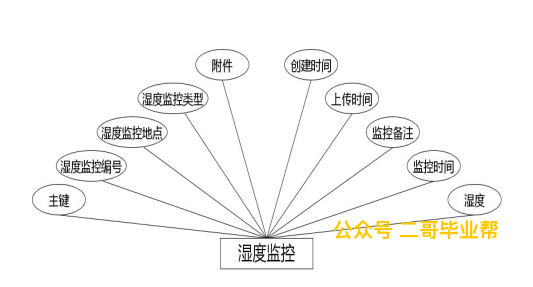 附件
创建时间
湿度监控类型
上传时间
湿度监控地点
监控备注
湿度监控编号
监控时间
主键
湿度
公众号 二哥毕业帮
湿度监控